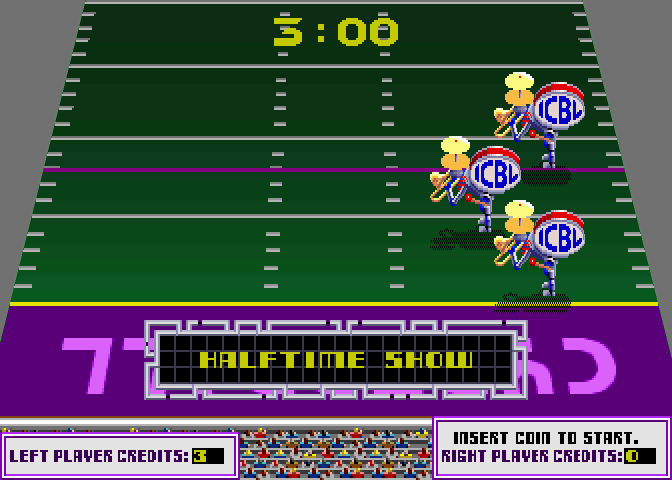 3:00
ICBL
ICBL
ICBL
HALFTIME SHOW
INSERT COIN TO START.
LEFT PLAYER CREDITS: 3
RIGHT PLAYER CREDITS: 0